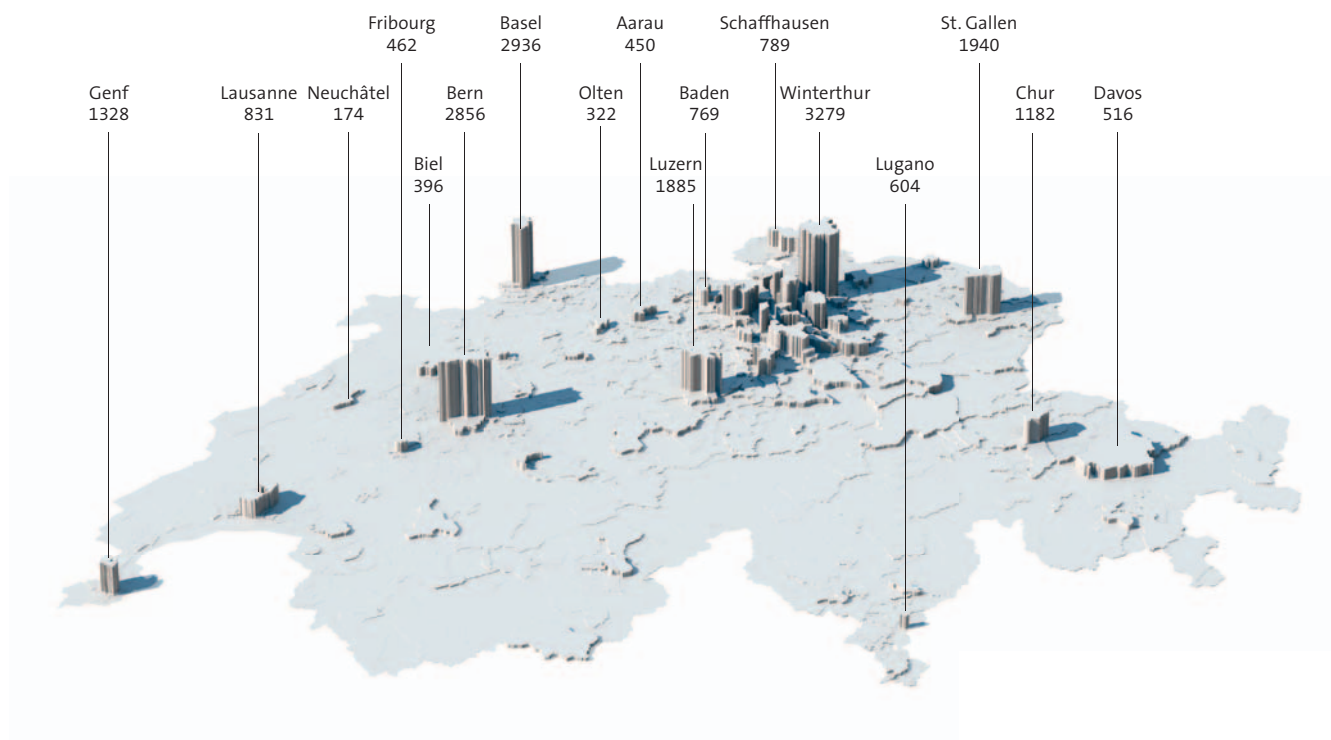 Fribourg
462
Basel
2936
Aarau
450
Schaffhausen
789
St. Gallen
1940
Genf
1328
Lausanne
831
Neuchâtel
174
Bern
2856
Olten
322
Baden
769
Winterthur
3279
Chur
1182
Davos
516
Biel
396
Luzern
1885
Lugano
604